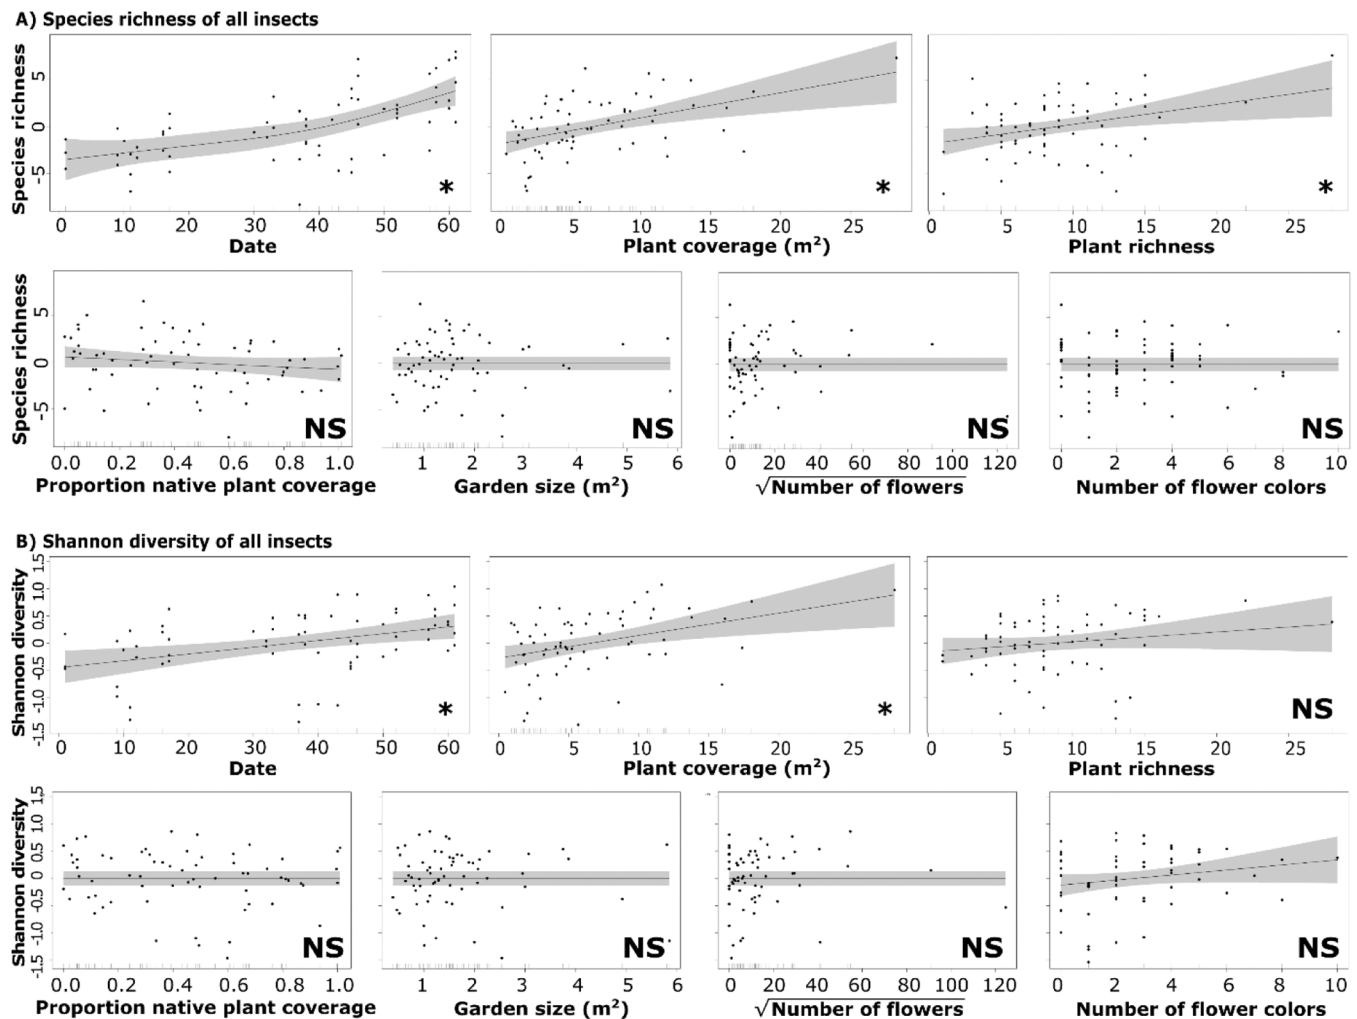 A) Species richness of all insects
Species richness
5
0
-5
0 10 20 30 40 50 60
Date
*
0 5 10 15 20 25
Plant coverage (m²)
*
0 5 10 15 20 25
Plant richness
*
Species richness
5
0
-5
0.0 0.2 0.4 0.6 0.8 1.0
Proportion native plant coverage
NS
1 2 3 4 5 6
Garden size (m²)
NS
0 20 40 60 80 100 120
√Number of flowers
NS
0 2 4 6 8 10
Number of flower colors
NS
B) Shannon diversity of all insects
Shannon diversity
1.5
1.0
0.5
0
-0.5
-1.0
-1.5
0 10 20 30 40 50 60
Date
*
0 5 10 15 20 25
Plant coverage (m²)
*
0 5 10 15 20 25
Plant richness
NS
Shannon diversity
1.5
1.0
0.5
0
-0.5
-1.0
-1.5
0.0 0.2 0.4 0.6 0.8 1.0
Proportion native plant coverage
NS
1 2 3 4 5 6
Garden size (m²)
NS
0 20 40 60 80 100 120
√Number of flowers
NS
0 2 4 6 8 10
Number of flower colors
NS